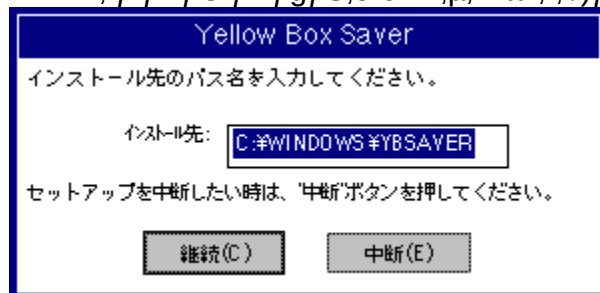 Yellow Box Saver
インストール先のパス名を入力してください。
インストール先:
C:¥WINDOWS¥YBSAVER
セットアップを中断したい時は、'中断'ボタンを押してください。
継続(C)
中断(E)